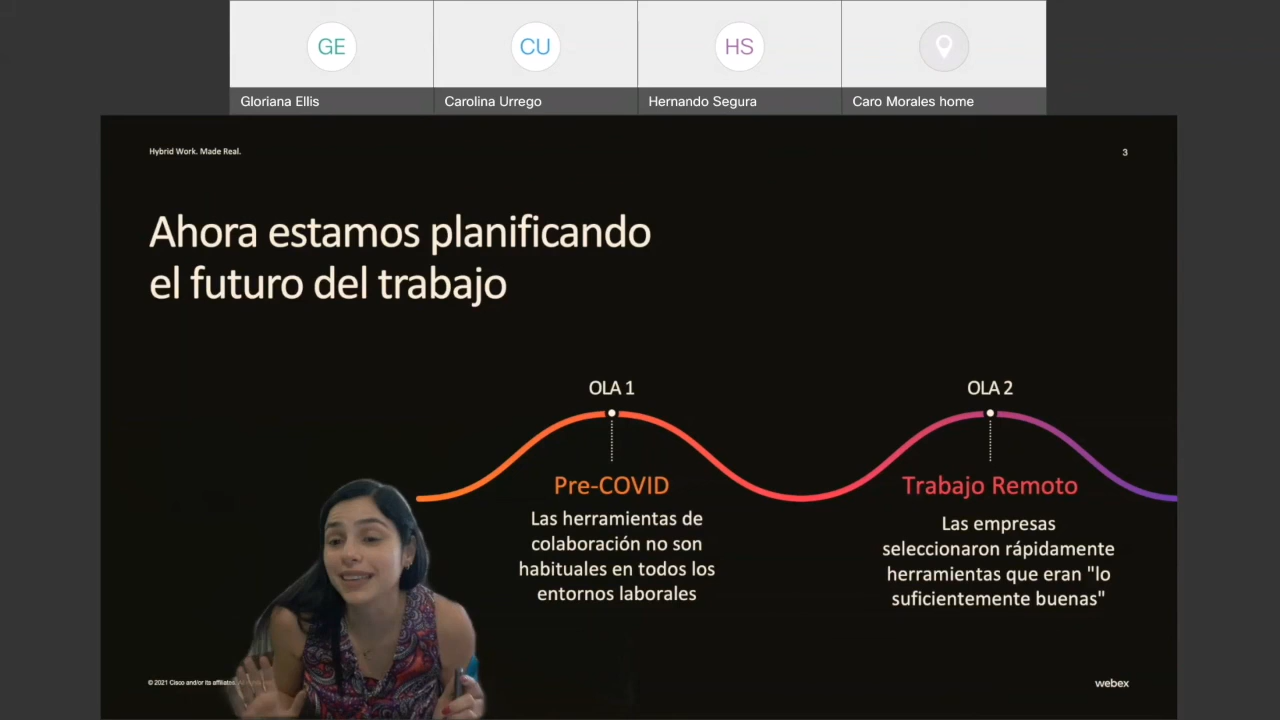 GE
CU
HS
Gloriana Ellis
Carolina Urrego
Hernando Segura
Caro Morales home
Hybrid Work. Made Real.
3
Ahora estamos planificando
el futuro del trabajo
OLA 1
Pre-COVID
Las herramientas de
colaboración no son
habituales en todos los
entornos laborales
OLA 2
Trabajo Remoto
Las empresas
seleccionaron rápidamente
herramientas que eran "lo
suficientemente buenas"
© 2021 Cisco and/or its affiliates.
webex